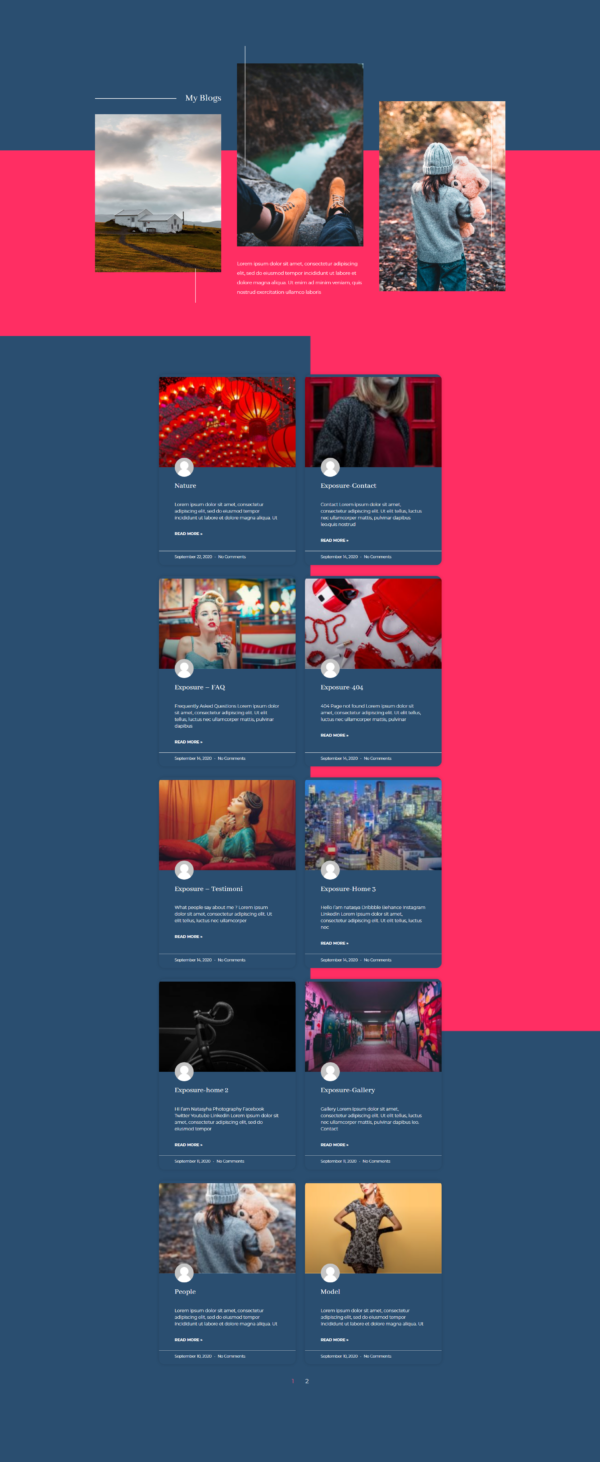 My Blogs
Lorem ipsum dolor sit amet, consectetur adipiscing
elit, sed do eiusmod tempor incididunt ut labore et
dolore magna aliqua. Ut enim ad minim veniam, quis
nostrud exercitation ullamco laboris
Nature
Lorem ipsum dolor sit amet, consectetur
adipiscing elit, sed do eiusmod tempor
incididunt ut labore et dolore magna aliqua. Ut
READ MORE »
September 22, 2020 • No Comments
Exposure-Contact
Contact Lorem ipsum dolor sit amet,
consectetur adipiscing elit. Ut elit tellus, luctus
nec ullamcorper mattis, pulvinar dapibus
leoquis nostrud
READ MORE »
September 14, 2020 • No Comments
Exposure – FAQ
Frequently Asked Questions Lorem ipsum dolor
sit amet, consectetur adipiscing elit. Ut elit
tellus, luctus nec ullamcorper mattis, pulvinar
dapibus
READ MORE »
September 14, 2020 • No Comments
Exposure-404
404 Page not found Lorem ipsum dolor sit
amet, consectetur adipiscing elit. Ut elit tellus,
luctus nec ullamcorper mattis, pulvinar
READ MORE »
September 14, 2020 • No Comments
Exposure – Testimoni
What people say about me ? Lorem ipsum
dolor sit amet, consectetur adipiscing elit. Ut
elit tellus, luctus nec ullamcorper
READ MORE »
September 14, 2020 • No Comments
Exposure-Home 3
Hello I'am natasya Dribbble Behance Instagram
Linkedin Lorem ipsum dolor sit amet,
consectetur adipiscing elit. Ut elit tellus, luctus
nec
READ MORE »
September 14, 2020 • No Comments
Exposure-home 2
Hi I'am Natasyha Photography Facebook
Twitter Youtube Linkedin Lorem ipsum dolor sit
amet, consectetur adipiscing elit, sed do
eiusmod tempor
READ MORE »
September 11, 2020 • No Comments
Exposure-Gallery
Gallery Lorem ipsum dolor sit amet,
consectetur adipiscing elit. Ut elit tellus, luctus
nec ullamcorper mattis, pulvinar dapibus leo.
Contact
READ MORE »
September 11, 2020 • No Comments
People
Lorem ipsum dolor sit amet, consectetur
adipiscing elit, sed do eiusmod tempor
incididunt ut labore et dolore magna aliqua. Ut
READ MORE »
September 10, 2020 • No Comments
Model
Lorem ipsum dolor sit amet, consectetur
adipiscing elit, sed do eiusmod tempor
incididunt ut labore et dolore magna aliqua. Ut
READ MORE »
September 10, 2020 • No Comments
1 2